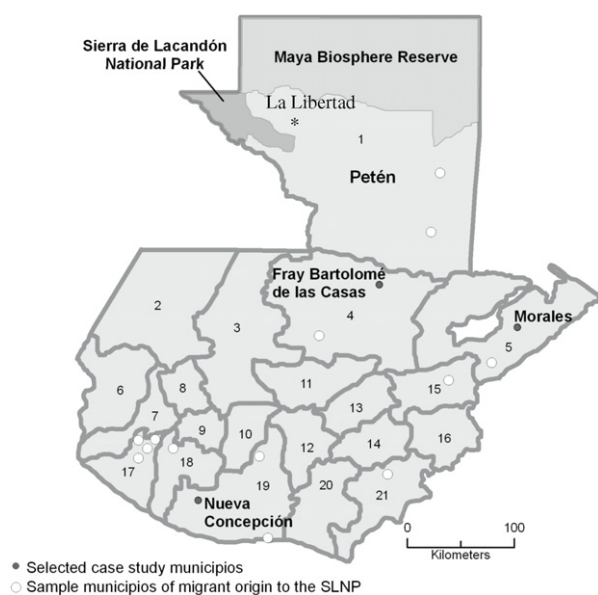 Sierra de Lacandón
National Park
Maya Biosphere Reserve
La Libertad
*
1
Petén
Fray Bartolomé
de las Casas
2
3
4
Morales
5
6
7
8
9
10
11
12
13
14
15
16
17
18
19
20
21
Nueva
Concepción
0 100
Kilometers
Selected case study municipios
Sample municipios of migrant origin to the SLNP